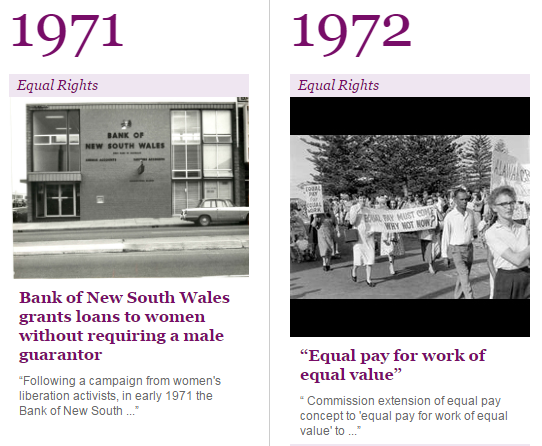 1971
Equal Rights
BANK OF
NEW SOUTH WALES
Bank of New South Wales
grants loans to women
without requiring a male
guarantor
“Following a campaign from women's
liberation activists, in early 1971 the
Bank of New South ...”
1972
Equal Rights
EQUAL PAY
FOR
EQUAL
WORK
EQUAL PAY MUST COME
WHY NOT NOW?
“Equal pay for work of
equal value”
“ Commission extension of equal pay
concept to 'equal pay for work of equal
value' to ...”